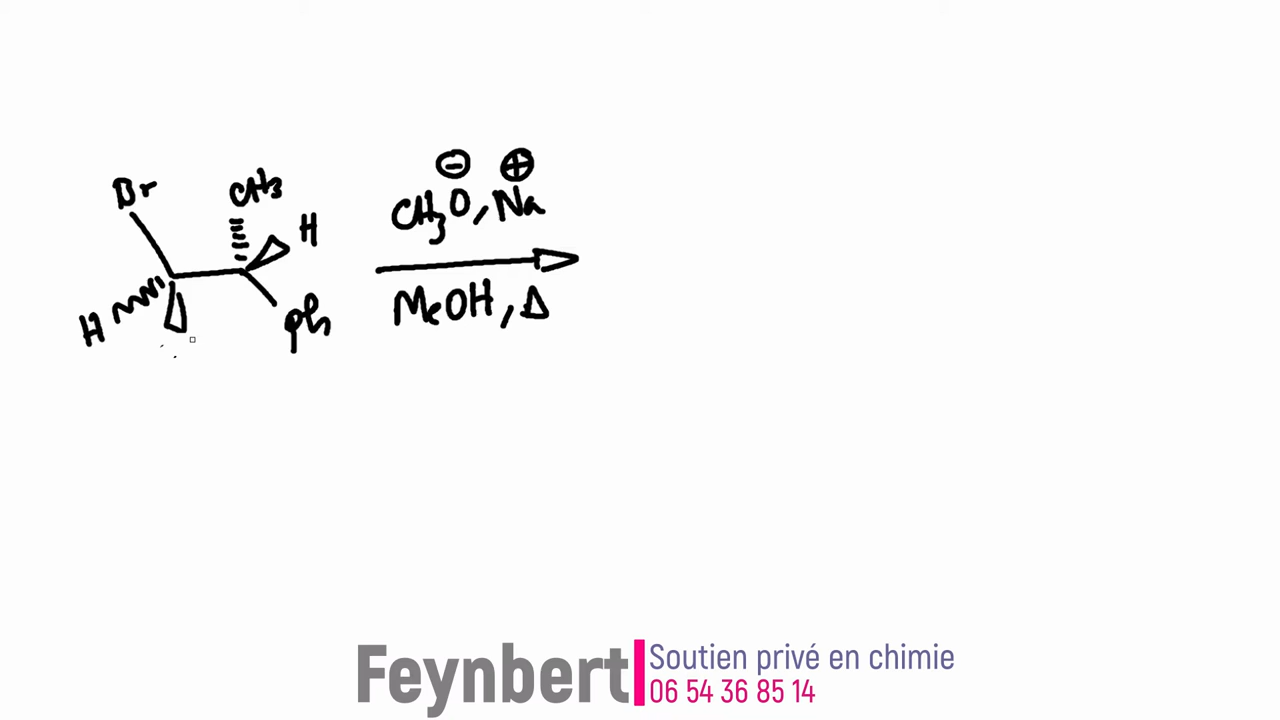 Br
CH3
H
H
Ph
⊖ ⊕
CH3O, Na
MeOH, Δ
Feynbert
Soutien privé en chimie
06 54 36 85 14